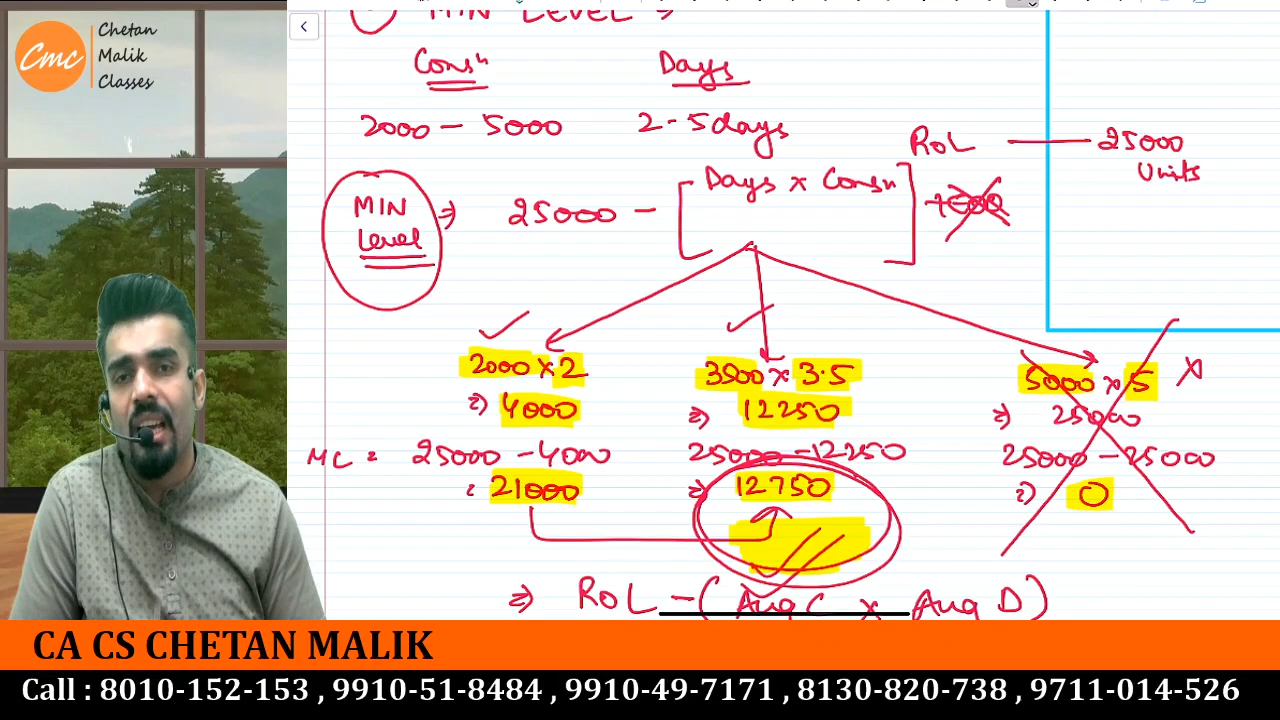 Cmc
Chetan
Malik
Classes
MIN LEVEL
Consn Days
2000 - 5000 2-5 days
ROL — 25000
Units
MIN
Level
⇒ 25000 - [Days × Consn]
2000 × 2 3500 × 3.5 5000 × 5 ×
⇒ 4000 ⇒ 12250 ⇒ 25000
ML = 25000 - 4000 25000 - 12250 25000 - 25000
= 21000 ⇒ 12750 ⇒ 0
⇒ ROL - (Avg C × Avg D)
CA CS CHETAN MALIK
Call : 8010-152-153 , 9910-51-8484 , 9910-49-7171 , 8130-820-738 , 9711-014-526